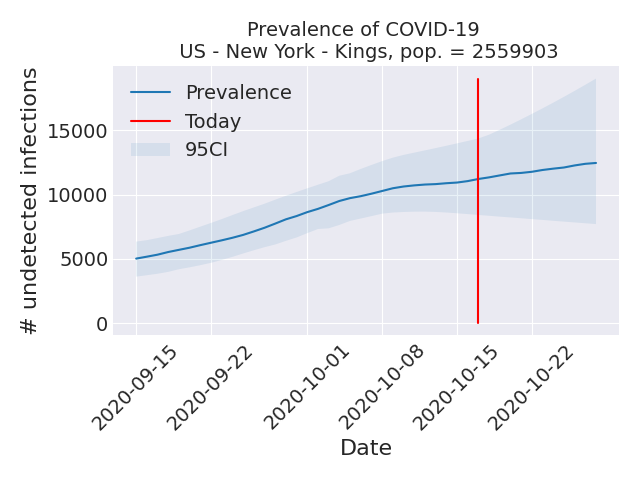 Prevalence of COVID-19
US - New York - Kings, pop. = 2559903
# undetected infections
15000
10000
5000
0
Prevalence
Today
95CI
2020-09-15
2020-09-22
2020-10-01
2020-10-08
2020-10-15
2020-10-22
Date